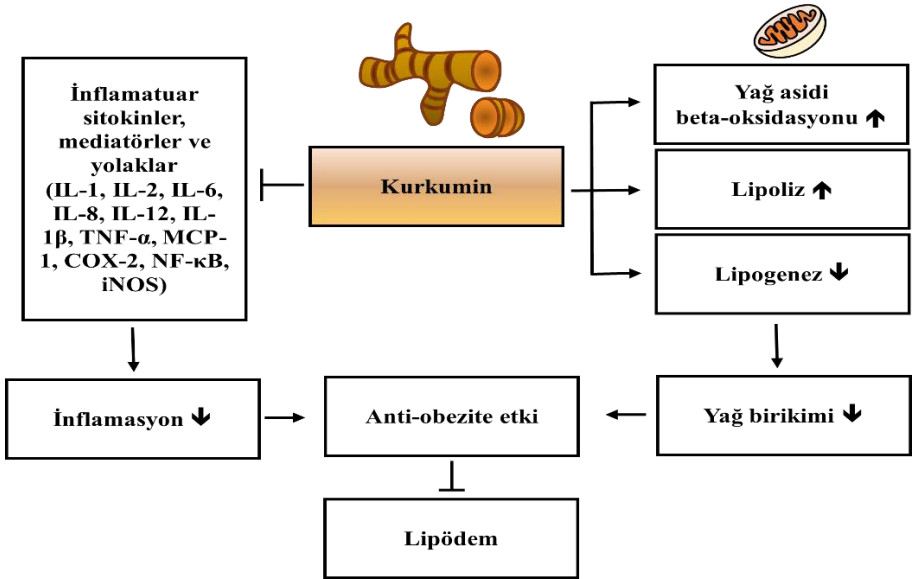 İnflamatuar
sitokinler,
mediatörler ve
yolaklar
(IL-1, IL-2, IL-6,
IL-8, IL-12, IL-
1β, TNF-α, MCP-
1, COX-2, NF-κB,
iNOS)
Kurkumin
Yağ asidi
beta-oksidasyonu 🡻
Lipoliz 🡹
Lipogenez 🡻
İnflamasyon 🡻
Anti-obezite etki
Yağ birikimi 🡻
Lipödem